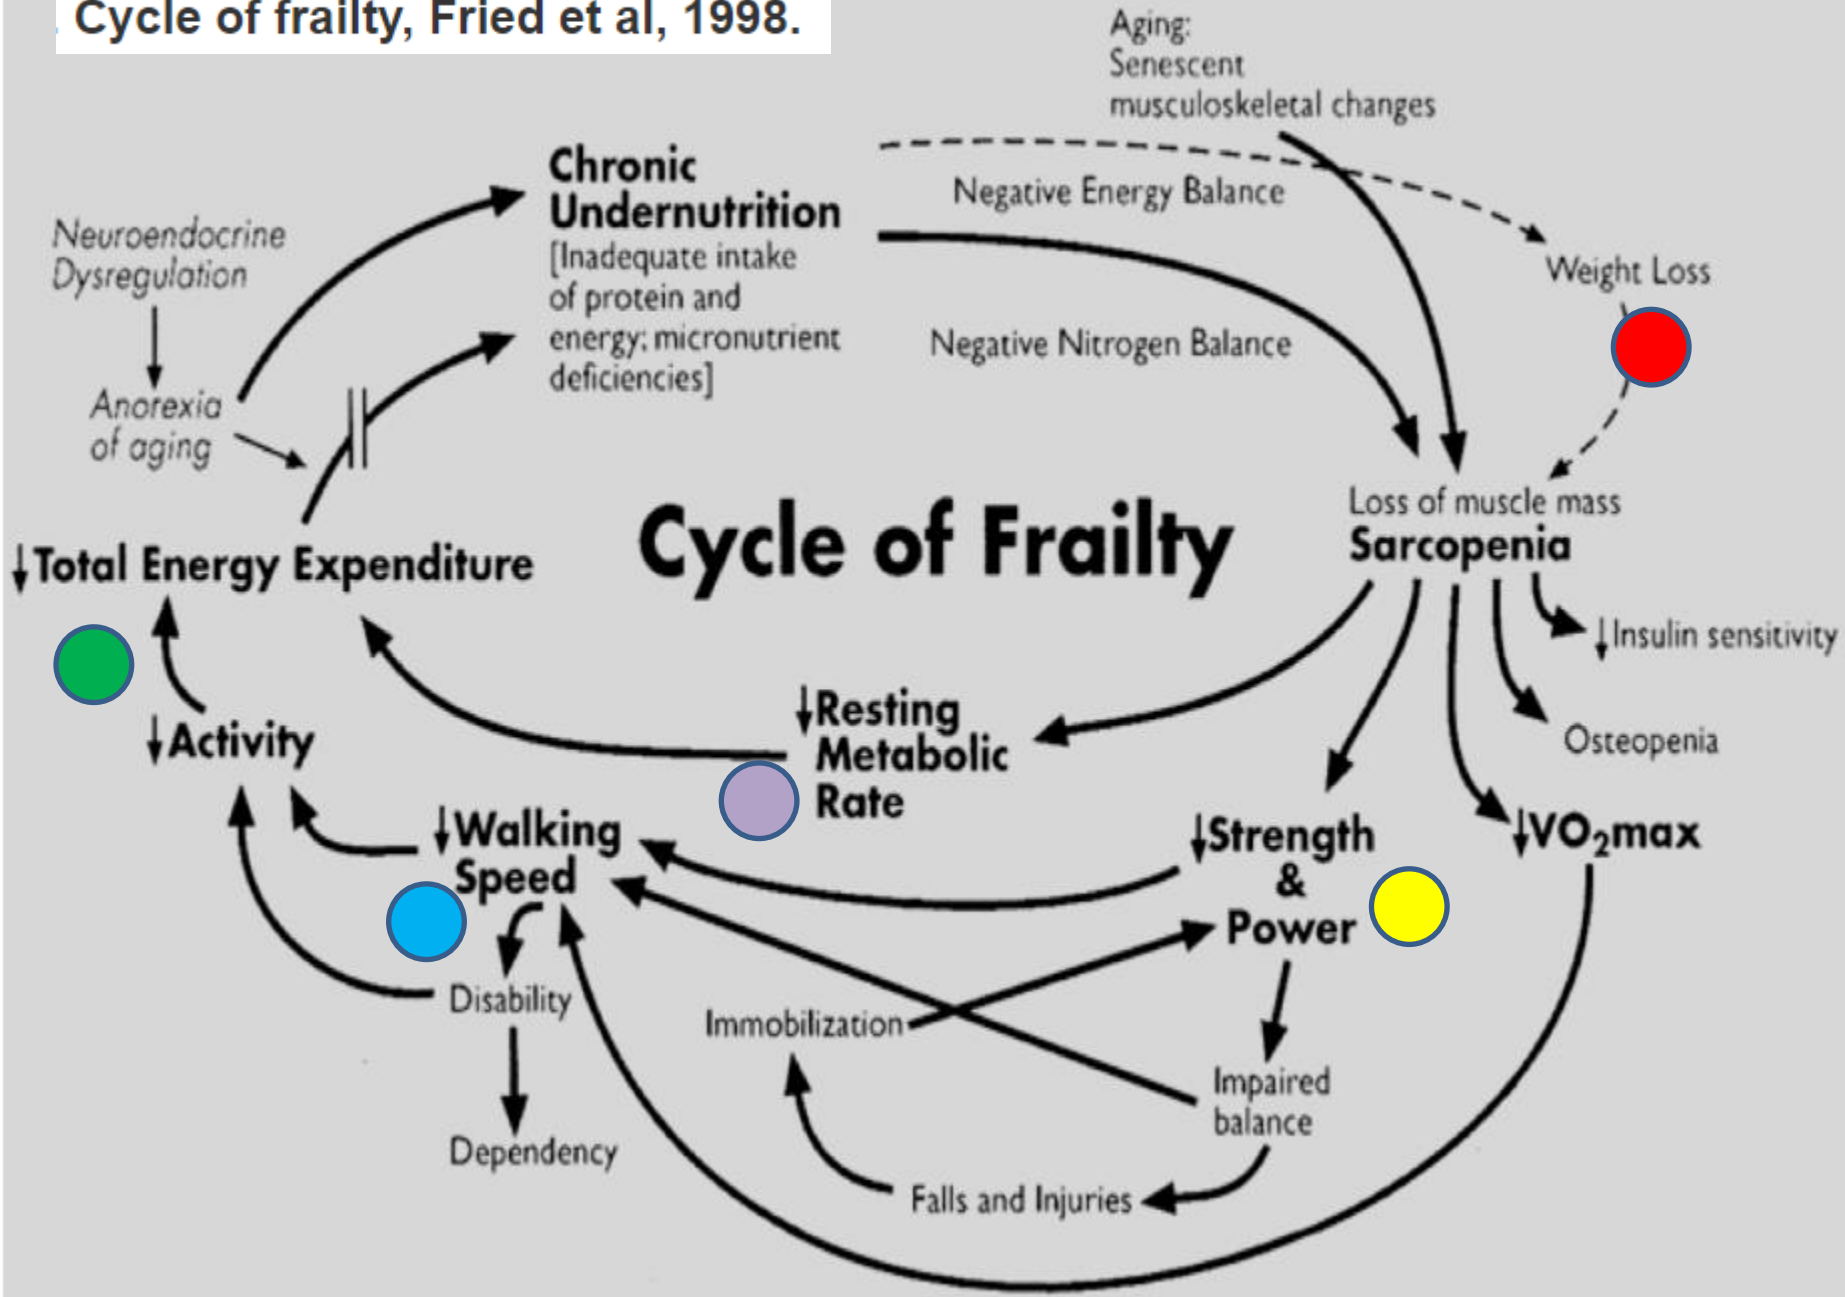 Cycle of frailty, Fried et al, 1998.
Aging:
Senescent
musculoskeletal changes
Chronic
Undernutrition
[Inadequate intake
of protein and
energy; micronutrient
deficiencies]
Negative Energy Balance
Negative Nitrogen Balance
Weight Loss
Neuroendocrine
Dysregulation
Anorexia
of aging
Cycle of Frailty
Loss of muscle mass
Sarcopenia
↓Total Energy Expenditure
↓Insulin sensitivity
Osteopenia
↓Resting
Metabolic
Rate
↓Activity
↓Walking
Speed
↓Strength
&
Power
↓VO₂max
Disability
Immobilization
Impaired
balance
Dependency
Falls and Injuries